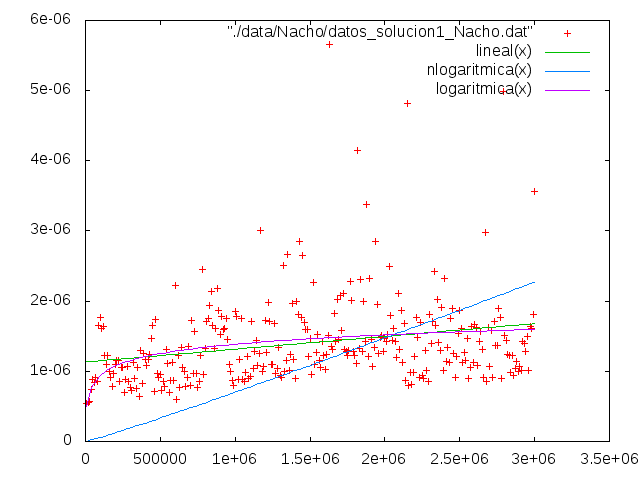 6e-06
5e-06
4e-06
3e-06
2e-06
1e-06
0
"./data/Nacho/datos_solucion1_Nacho.dat"
lineal(x)
nlogaritmica(x)
logaritmica(x)
0
500000
1e+06
1.5e+06
2e+06
2.5e+06
3e+06
3.5e+06